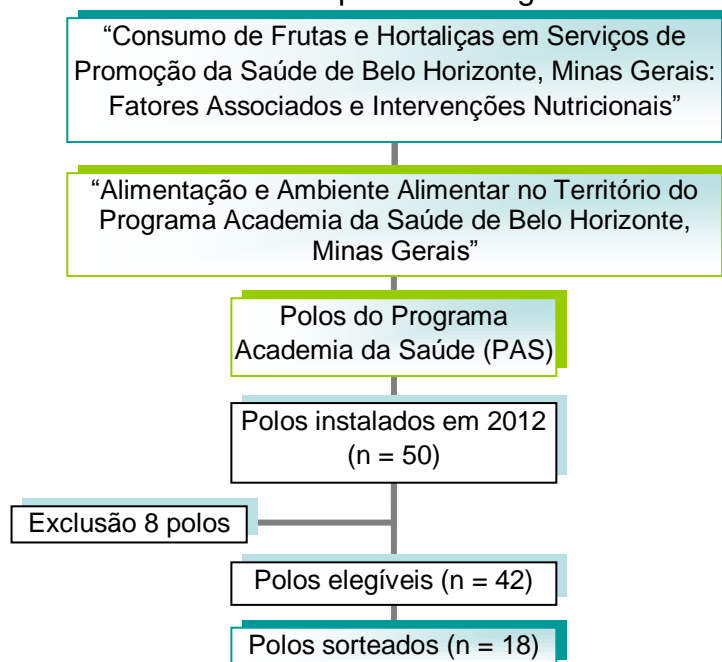 “Consumo de Frutas e Hortaliças em Serviços de
Promoção da Saúde de Belo Horizonte, Minas Gerais:
Fatores Associados e Intervenções Nutricionais”
“Alimentação e Ambiente Alimentar no Território do
Programa Academia da Saúde de Belo Horizonte,
Minas Gerais”
Polos do Programa
Academia da Saúde (PAS)
Polos instalados em 2012
(n = 50)
Exclusão 8 polos
Polos elegíveis (n = 42)
Polos sorteados (n = 18)